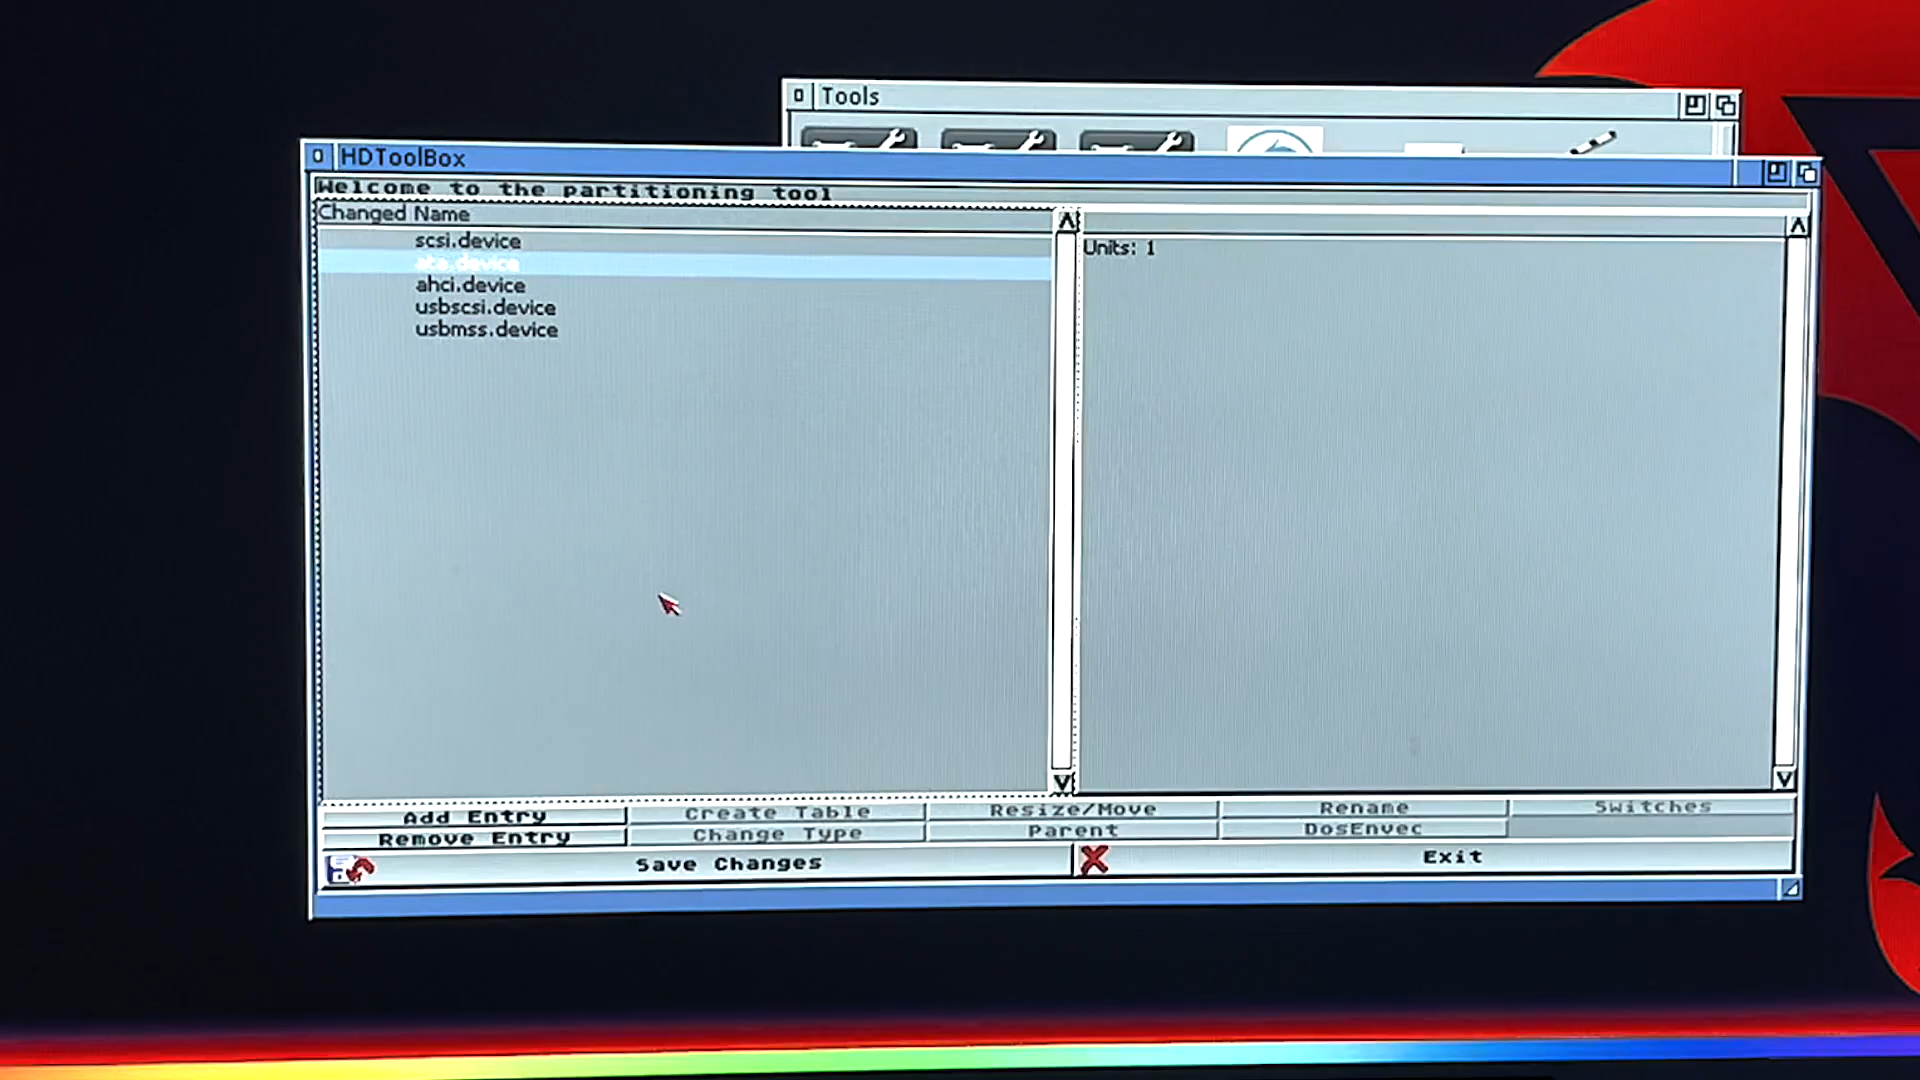 Tools
HDToolBox
Welcome to the partitioning tool
Changed Name
scsi.device
ata.device
ahci.device
usbscsi.device
usbmss.device
Units: 1
Add Entry
Create Table
Resize/Move
Rename
Switches
Remove Entry
Change Type
Parent
DosEnvec
Save Changes
Exit